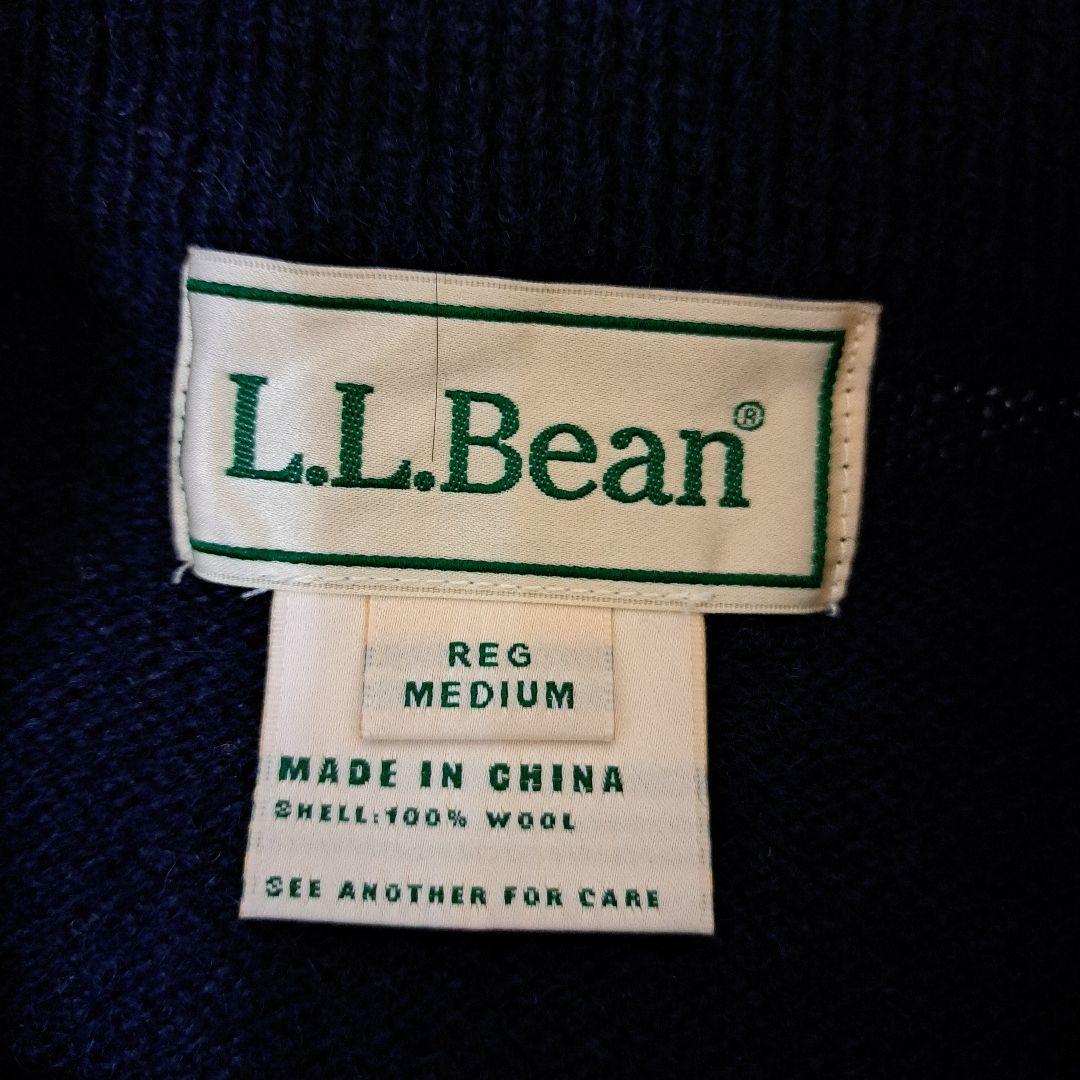 L.L.Bean®
REG
MEDIUM
MADE IN CHINA
SHELL:100% WOOL
SEE ANOTHER FOR CARE